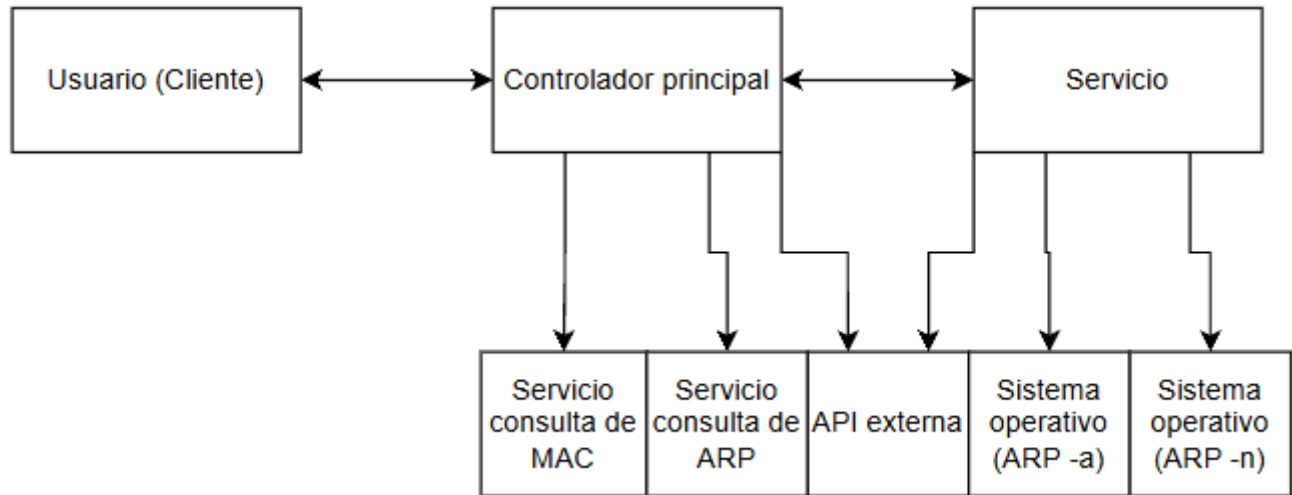 Usuario (Cliente)
Controlador principal
Servicio
Servicio
consulta de
MAC
Servicio
consulta de
ARP
API externa
Sistema
operativo
(ARP -a)
Sistema
operativo
(ARP -n)